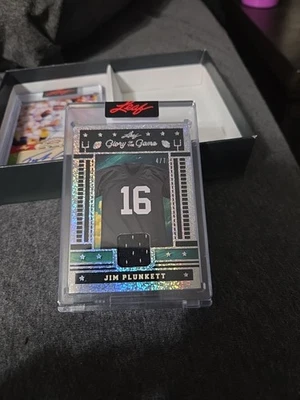 Leaf
Leaf
Glory of the Game
16
JIM PLUNKETT